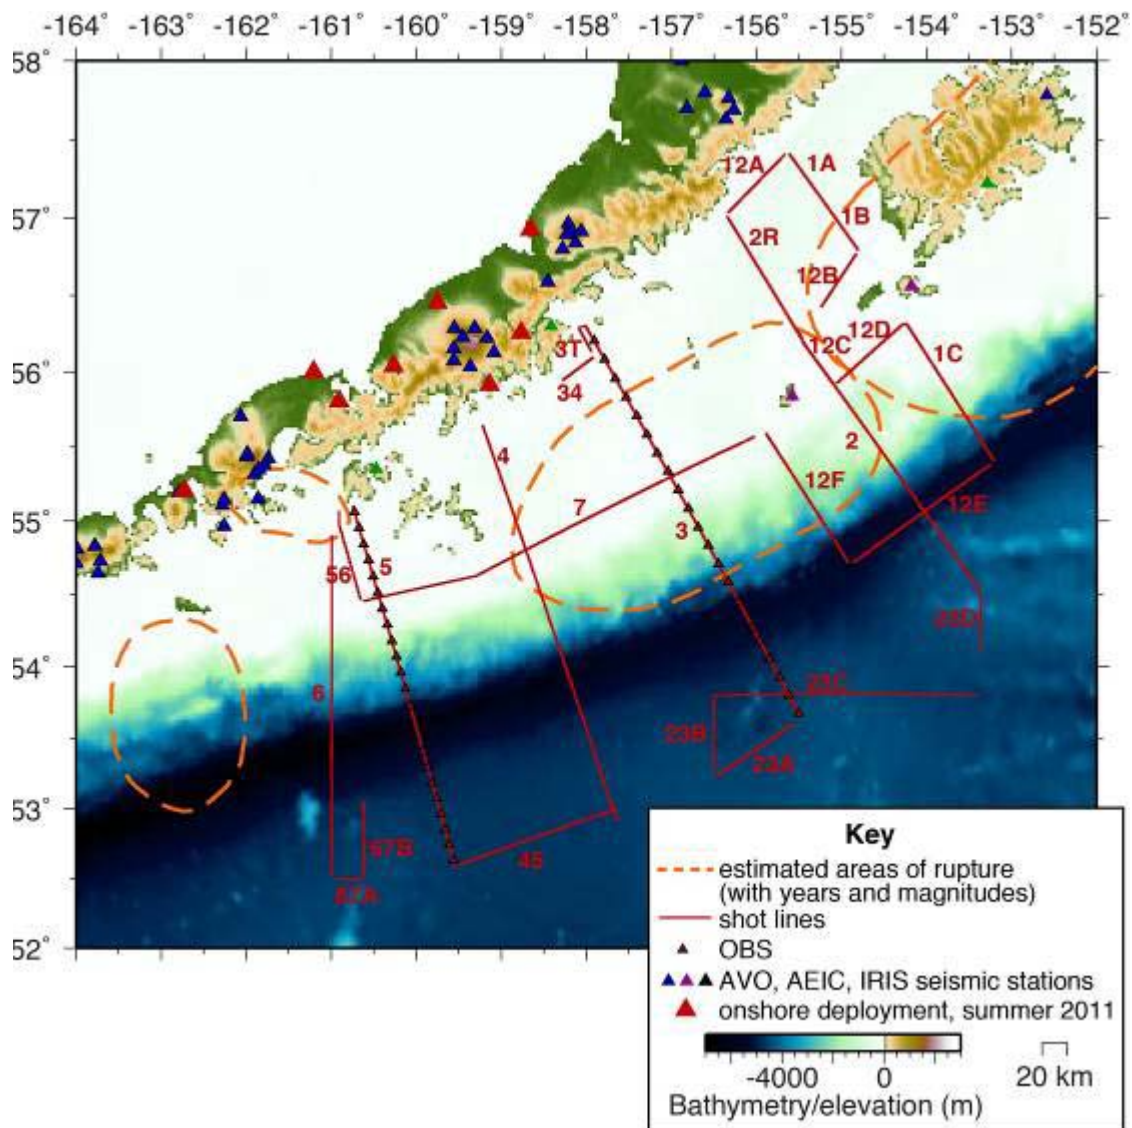 -164° -163° -162° -161° -160° -159° -158° -157° -156° -155° -154° -153° -152°
58°
57°
56°
55°
54°
53°
52°
12A
1A
1B
2R
12B
12D
12C
1C
3T
34
2
4
12F
7
12E
3
5
56
23D
6
23C
23B
23A
67B
45
67A
Key
estimated areas of rupture
(with years and magnitudes)
shot lines
OBS
AVO, AEIC, IRIS seismic stations
onshore deployment, summer 2011
-4000 0
20 km
Bathymetry/elevation (m)